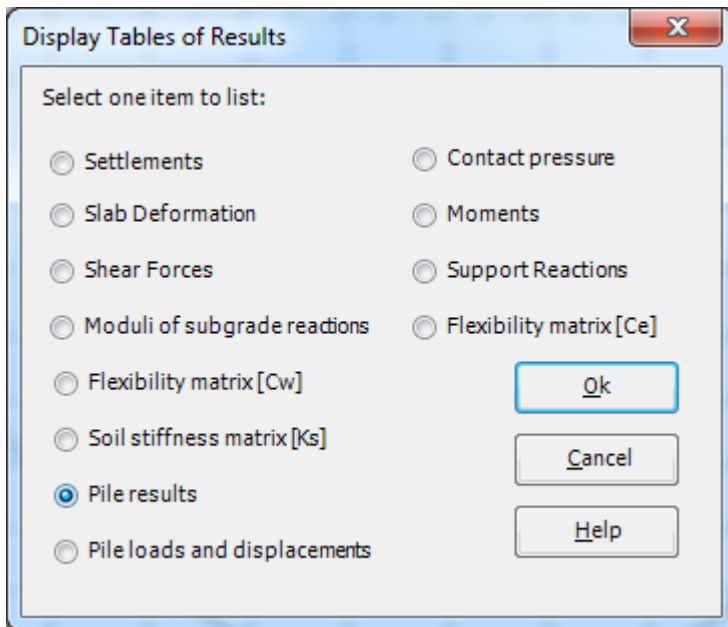 Display Tables of Results
Select one item to list:
Settlements
Contact pressure
Slab Deformation
Moments
Shear Forces
Support Reactions
Moduli of subgrade reactions
Flexibility matrix [Ce]
Flexibility matrix [Cw]
Ok
Soil stiffness matrix [Ks]
Cancel
Pile results
Help
Pile loads and displacements